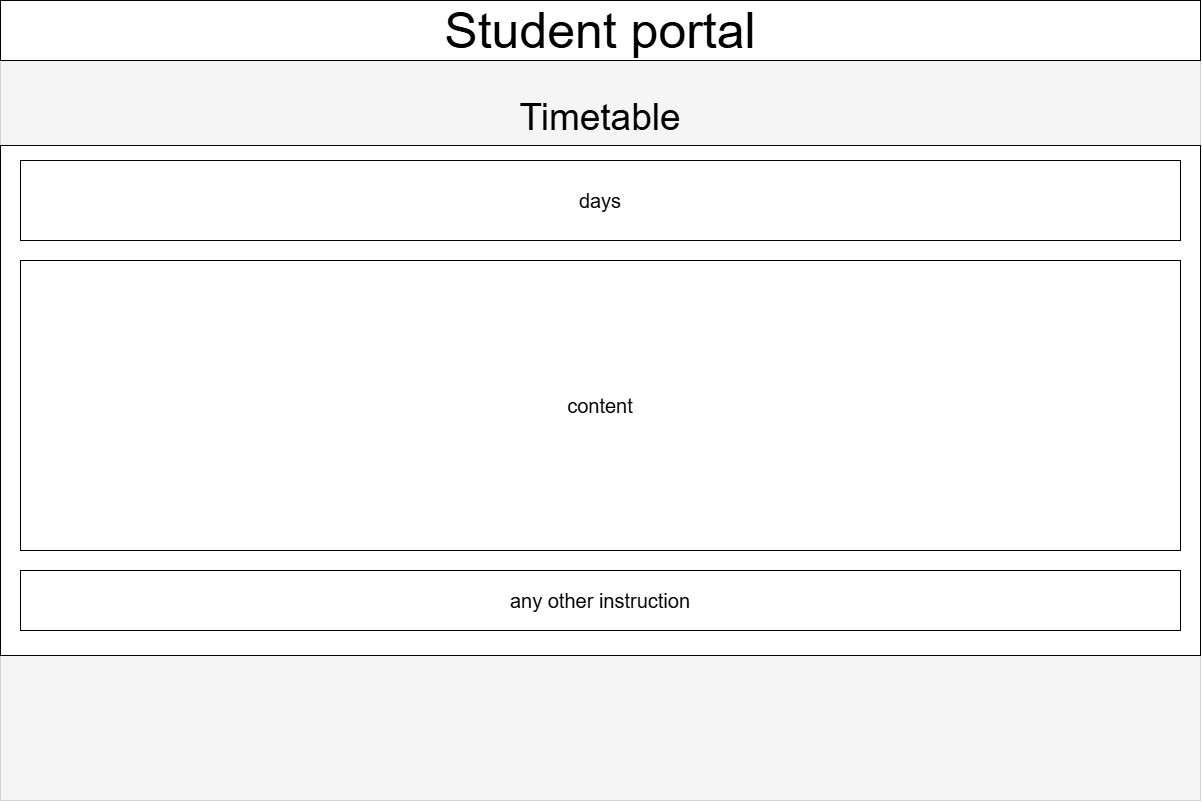 Student portal
Timetable
days
content
any other instruction